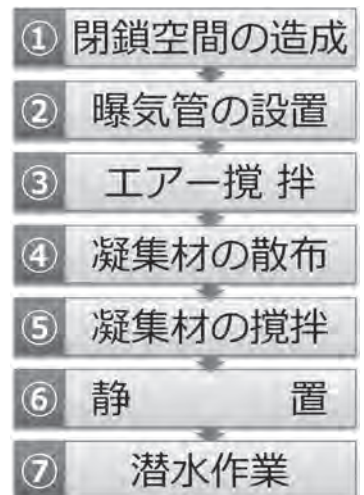 ① 閉鎖空間の造成
② 曝気管の設置
③ エアー撹 拌
④ 凝集材の散布
⑤ 凝集材の撹拌
⑥ 静 置
⑦ 潜水作業